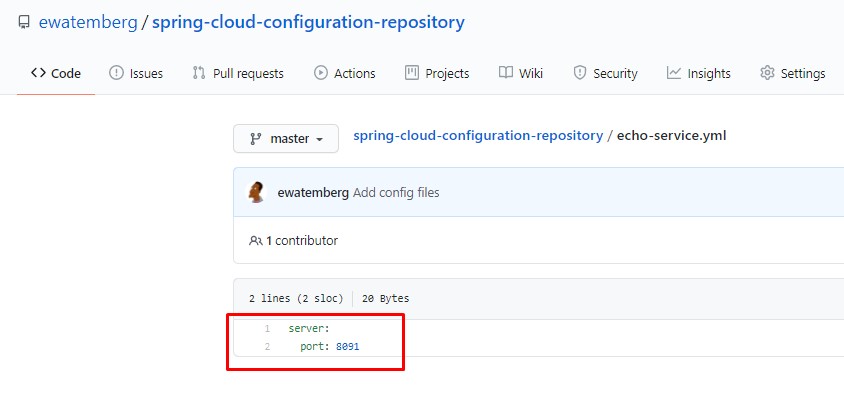 ewatemberg / spring-cloud-configuration-repository
Code Issues Pull requests Actions Projects Wiki Security Insights Settings
master spring-cloud-configuration-repository / echo-service.yml
ewatemberg Add config files
1 contributor
2 lines (2 sloc) 20 Bytes
1 server:
2 port: 8091